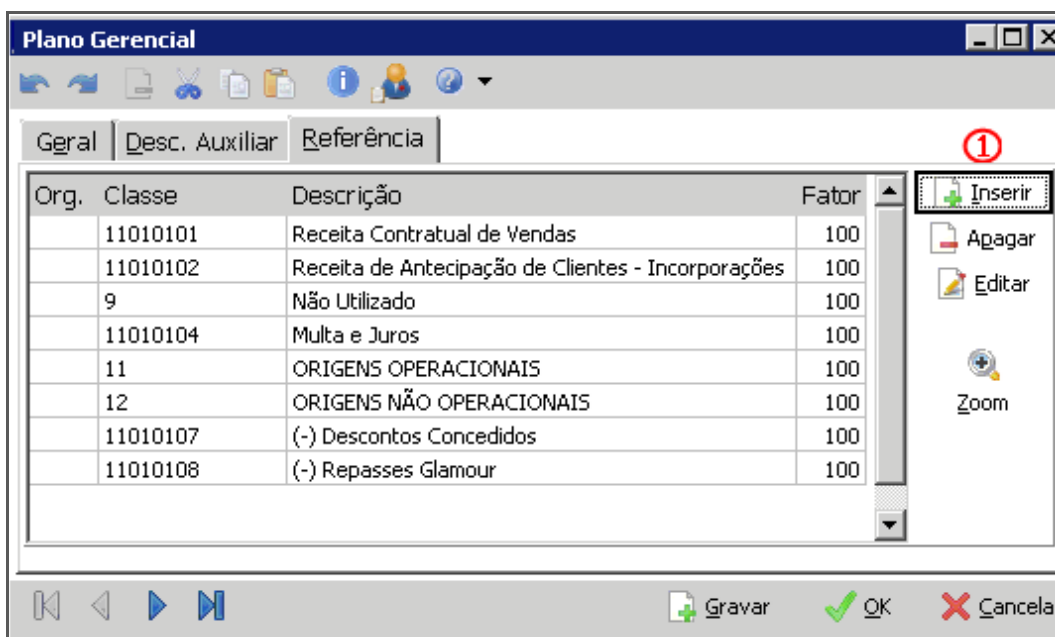 Plano Gerencial
Geral Desc. Auxiliar Referência
1
Org. Classe Descrição Fator Inserir
11010101 Receita Contratual de Vendas 100 Apagar
11010102 Receita de Antecipação de Clientes - Incorporações 100 Editar
9 Não Utilizado 100
11010104 Multa e Juros 100
11 ORIGENS OPERACIONAIS 100
12 ORIGENS NÃO OPERACIONAIS 100 Zoom
11010107 (-) Descontos Concedidos 100
11010108 (-) Repasses Glamour 100
Gravar OK Cancela